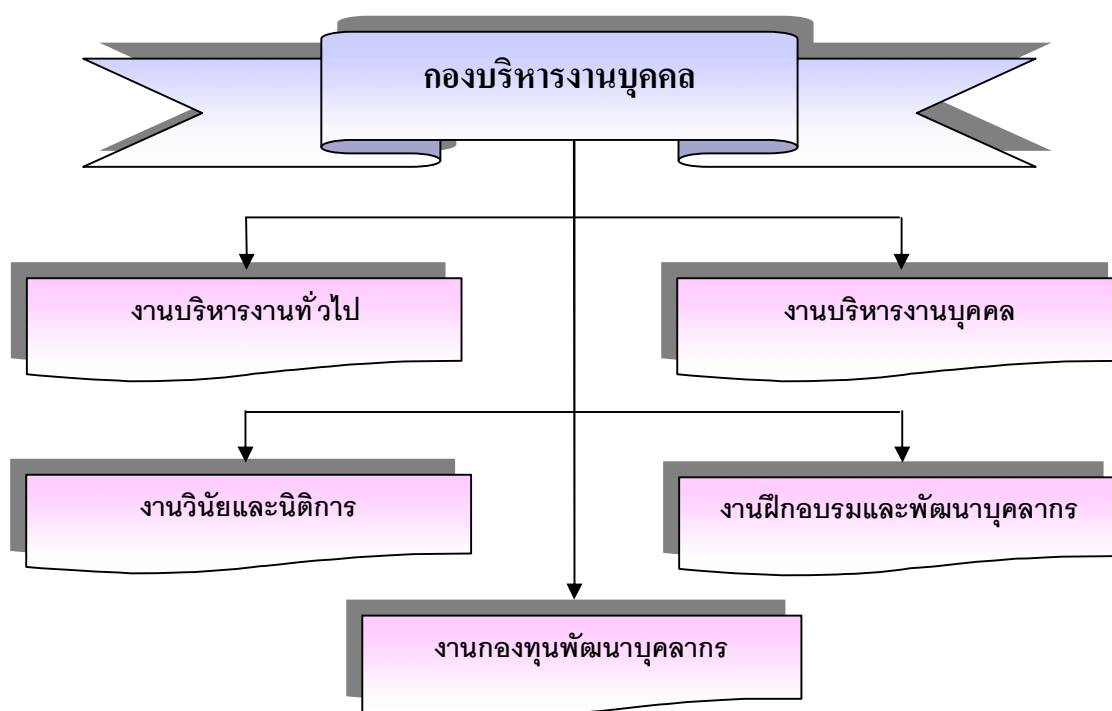 กองบริหารงานบุคคล
งานบริหารงานทั่วไป
งานบริหารงานบุคคล
งานวินัยและนิติการ
งานฝึกอบรมและพัฒนาบุคลากร
งานกองทุนพัฒนาบุคลากร